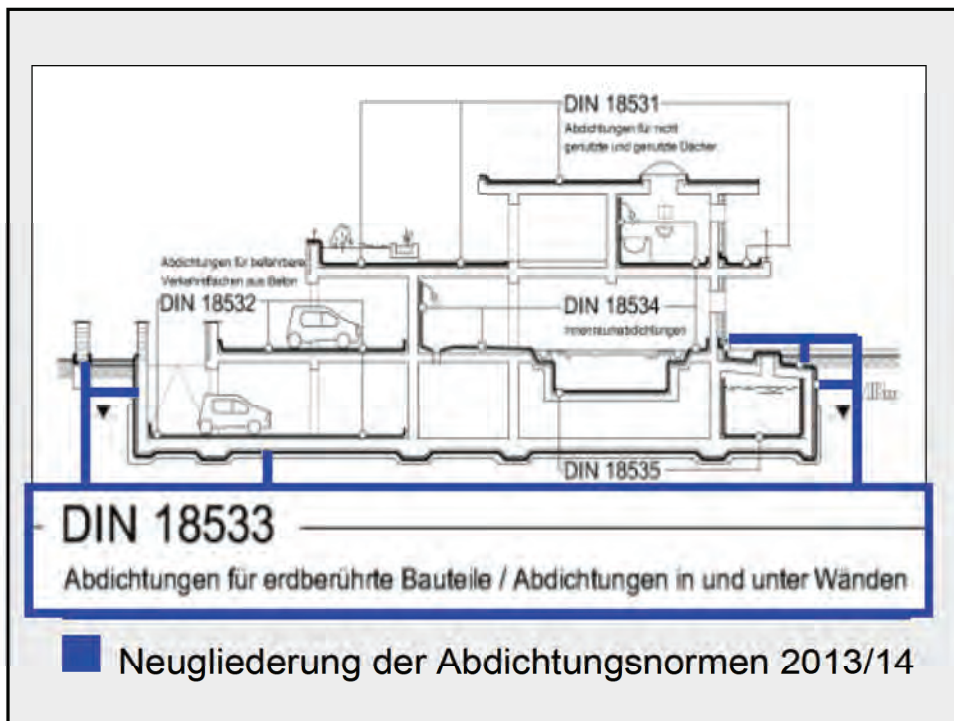 DIN 18531
Abdichtungen für nicht
genutzte und genutzte Dächer
Abdichtungen für befahrbare
Verkehrsflächen aus Beton
DIN 18532
DIN 18534
Innenraumabdichtungen
DIN 18535
DIN 18533
Abdichtungen für erdberührte Bauteile / Abdichtungen in und unter Wänden
Neugliederung der Abdichtungsnormen 2013/14